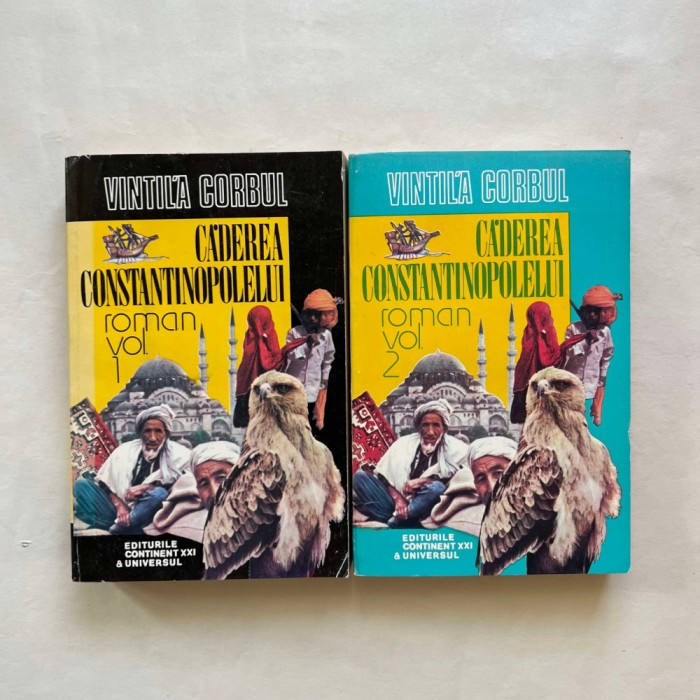 VINTILĂ CORBUL
CĂDEREA
CONSTANTINOPOLELUI
roman
vol.
1
EDITURILE
CONTINENT XXI
& UNIVERSUL
VINTILĂ CORBUL
CĂDEREA
CONSTANTINOPOLELUI
roman
vol.
2
EDITURILE
CONTINENT XXI
& UNIVERSUL